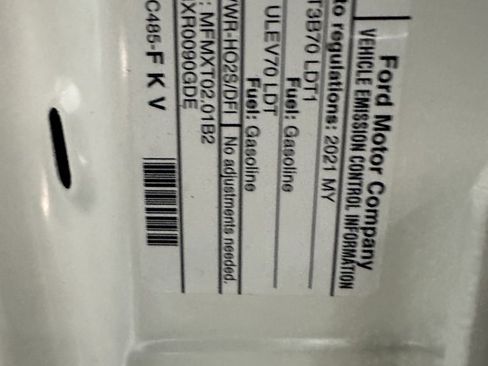 Ford Motor Company
VEHICLE EMISSION CONTROL INFORMATION
to regulations: 2021 MY
T3B70 LDT1
Fuel: Gasoline
ULEV70 LDT
Fuel: Gasoline
WR-HO2S/DFI No adjustments needed.
: MFMXT02.01B2
XR0090GDE
C485-F K V